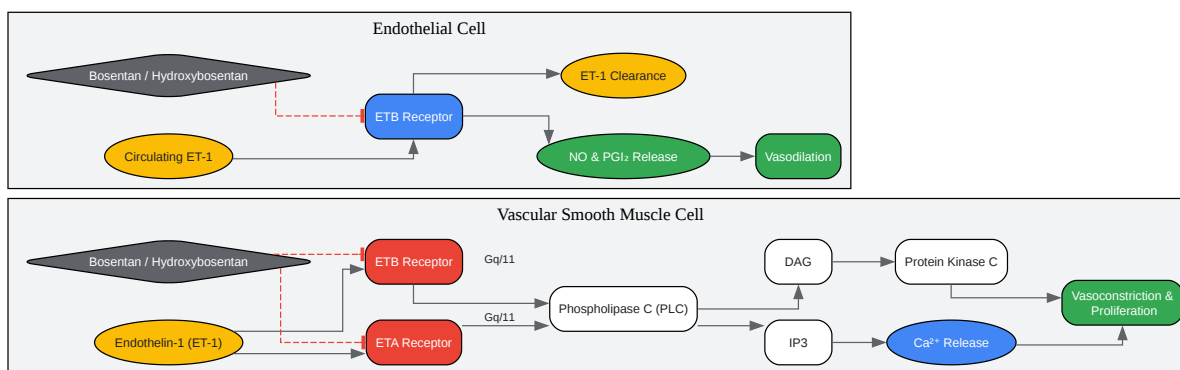 Endothelial Cell
Bosentan / Hydroxybosentan
ET-1 Clearance
ETB Receptor
Circulating ET-1
NO & PGI₂ Release
Vasodilation
Vascular Smooth Muscle Cell
Bosentan / Hydroxybosentan
ETB Receptor
Gq/11
DAG
Protein Kinase C
Phospholipase C (PLC)
Vasoconstriction &
Proliferation
Gq/11
Endothelin-1 (ET-1)
ETA Receptor
IP3
Ca²⁺ Release